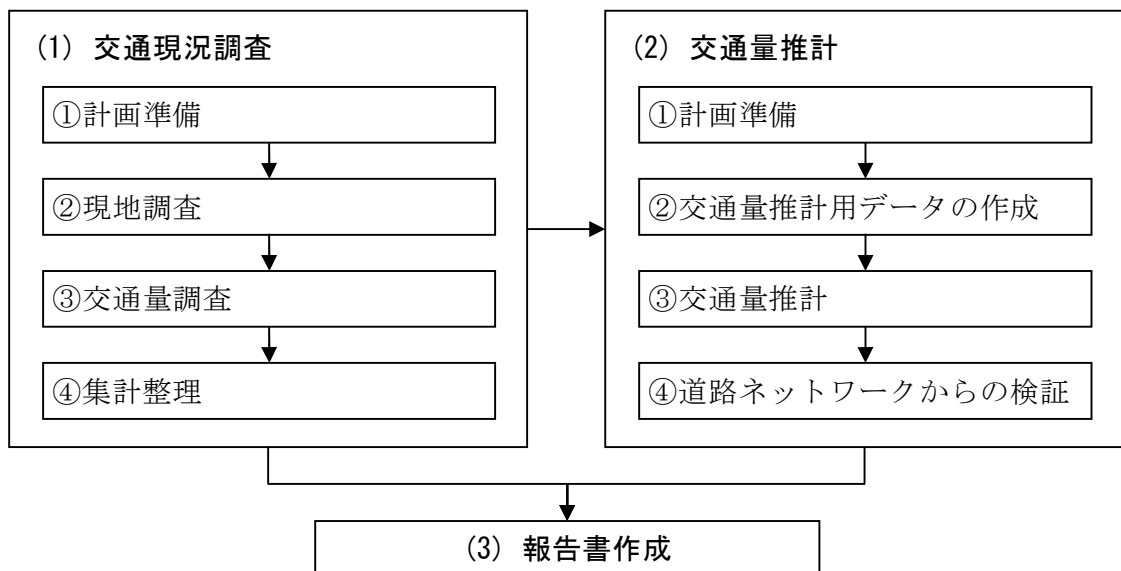 (1) 交通現況調査
①計画準備
②現地調査
③交通量調査
④集計整理
(2) 交通量推計
①計画準備
②交通量推計用データの作成
③交通量推計
④道路ネットワークからの検証
(3) 報告書作成